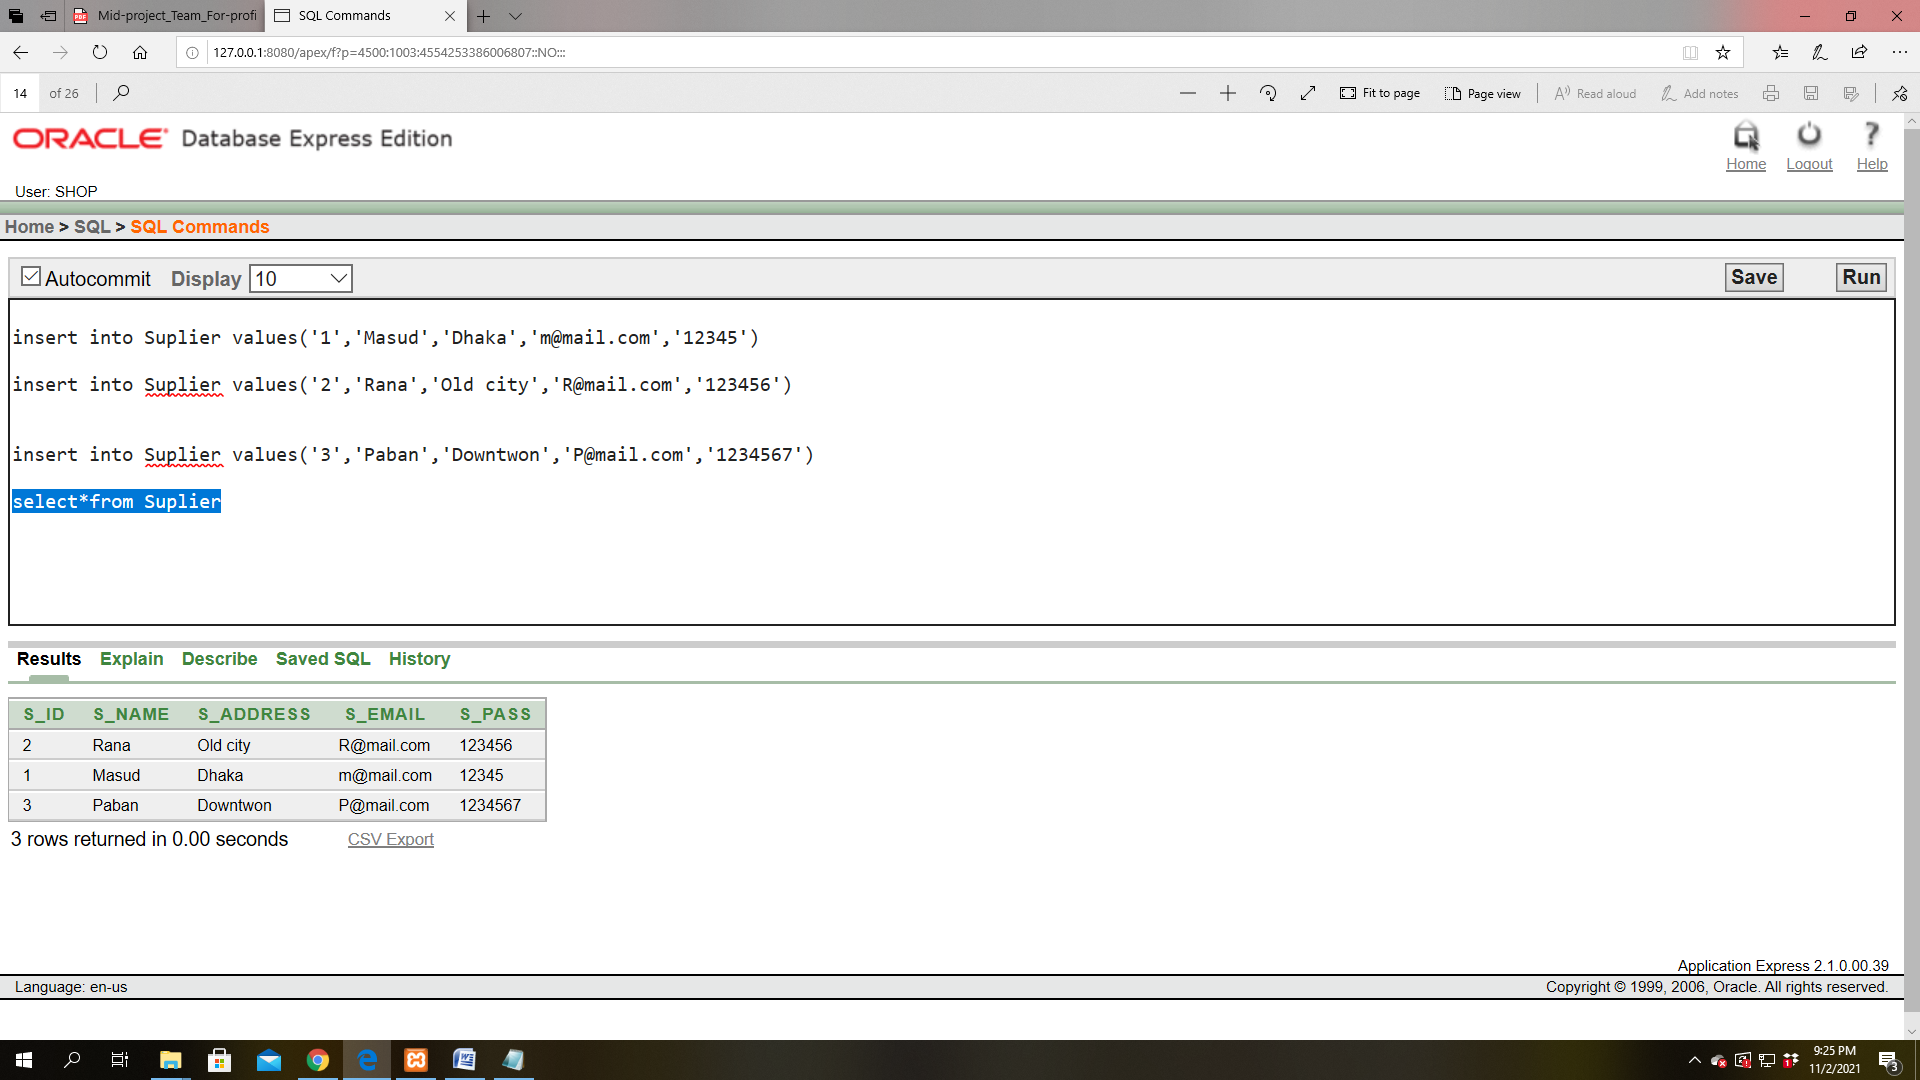 Mid-project_Team_For-profi
SQL Commands
127.0.0.1:8080/apex/f?p=4500:1003:4554253386006807::NO:::
14 of 26
Fit to page
Page view
Read aloud
Add notes
ORACLE Database Express Edition
Home
Logout
Help
User: SHOP
Home > SQL > SQL Commands
Autocommit Display 10
Save
Run
insert into Suplier values('1','Masud','Dhaka','m@mail.com','12345')
insert into Suplier values('2','Rana','Old city','R@mail.com','123456')
insert into Suplier values('3','Paban','Downtwon','P@mail.com','1234567')
select*from Suplier
Results Explain Describe Saved SQL History
S_ID S_NAME S_ADDRESS S_EMAIL S_PASS
2 Rana Old city R@mail.com 123456
1 Masud Dhaka m@mail.com 12345
3 Paban Downtwon P@mail.com 1234567
3 rows returned in 0.00 seconds CSV Export
Application Express 2.1.0.00.39
Language: en-us
Copyright © 1999, 2006, Oracle. All rights reserved.
9:25 PM
11/2/2021
3